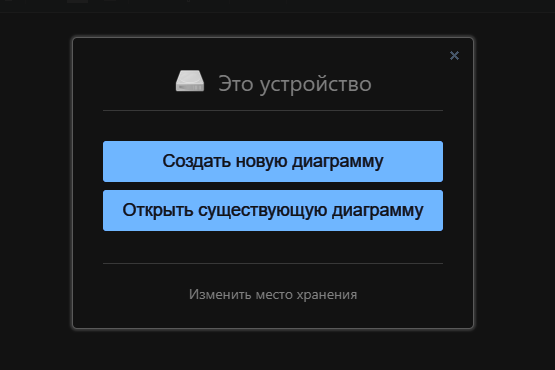 Это устройство
Создать новую диаграмму
Открыть существующую диаграмму
Изменить место хранения